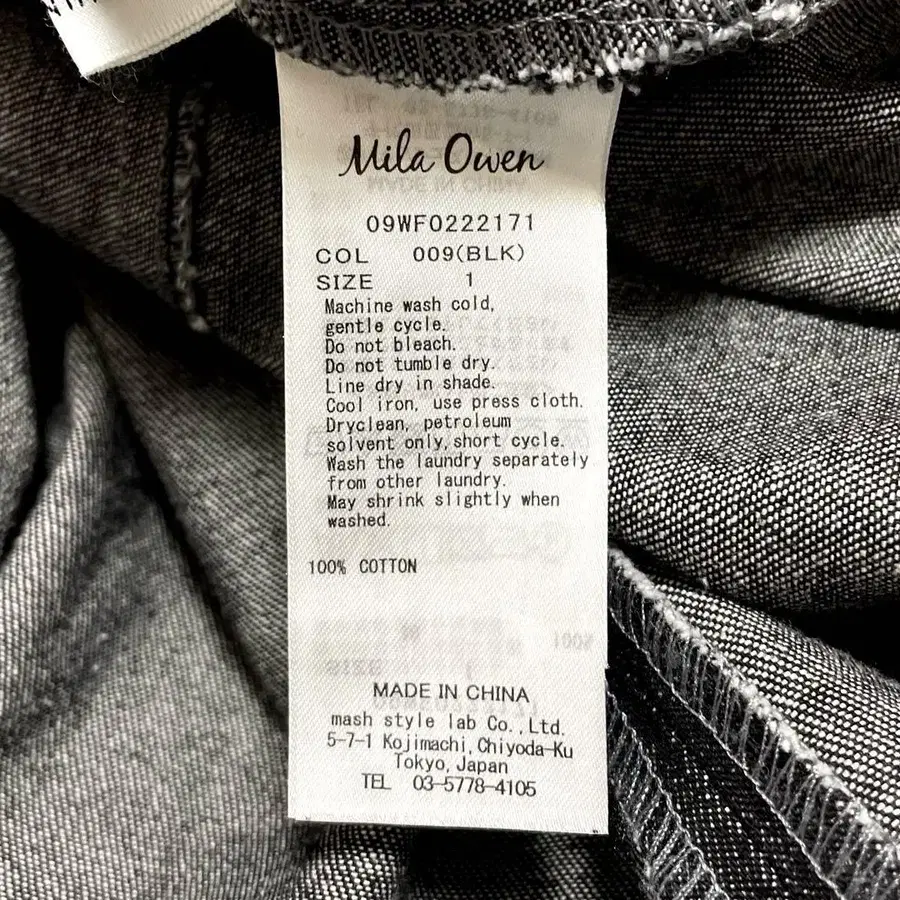 Mila Owen
09WF0222171
COL 009(BLK)
SIZE 1
Machine wash cold,
gentle cycle.
Do not bleach.
Do not tumble dry.
Line dry in shade.
Cool iron, use press cloth.
Dryclean, petroleum
solvent only,short cycle.
Wash the laundry separately
from other laundry.
May shrink slightly when
washed.
100% COTTON
MADE IN CHINA
mash style lab Co.,Ltd.
5-7-1 Kojimachi,Chiyoda-Ku
Tokyo,Japan
TEL 03-5778-4105